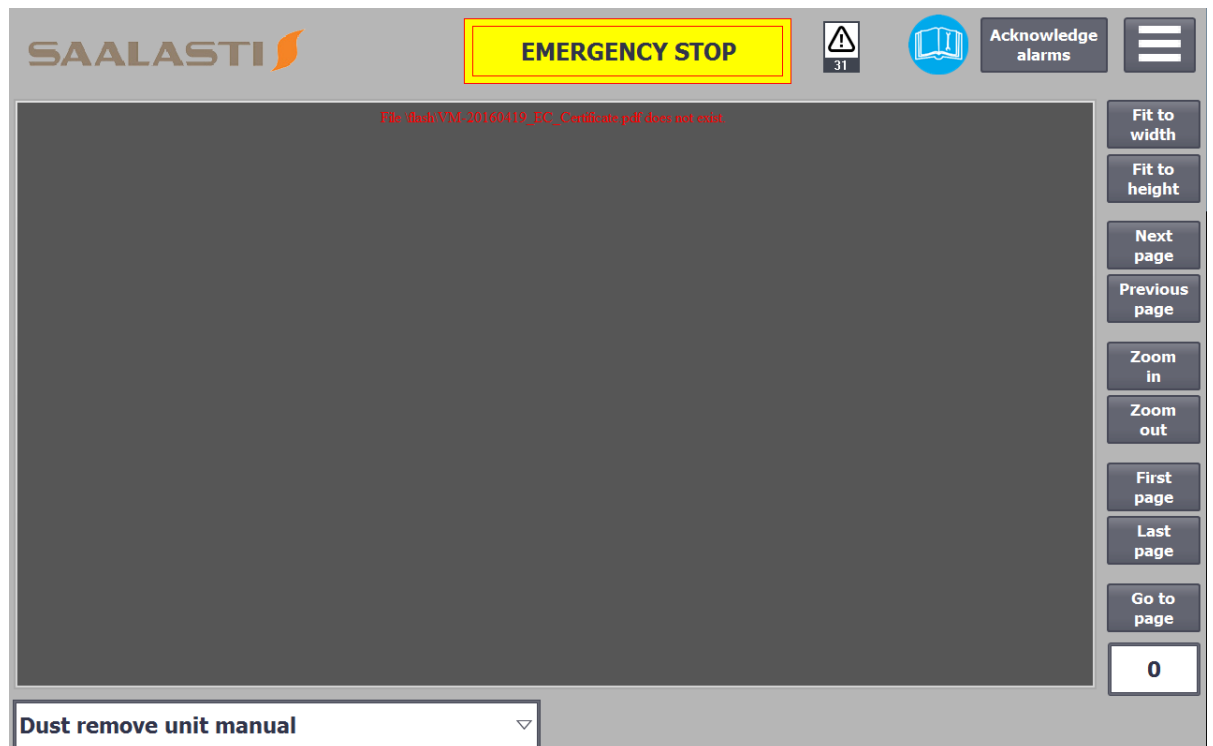 SAALASTI
EMERGENCY STOP
31
Acknowledge
alarms
File \flash\VM-20160419_EC_Certificate.pdf does not exist
Fit to
width
Fit to
height
Next
page
Previous
page
Zoom
in
Zoom
out
First
page
Last
page
Go to
page
0
Dust remove unit manual